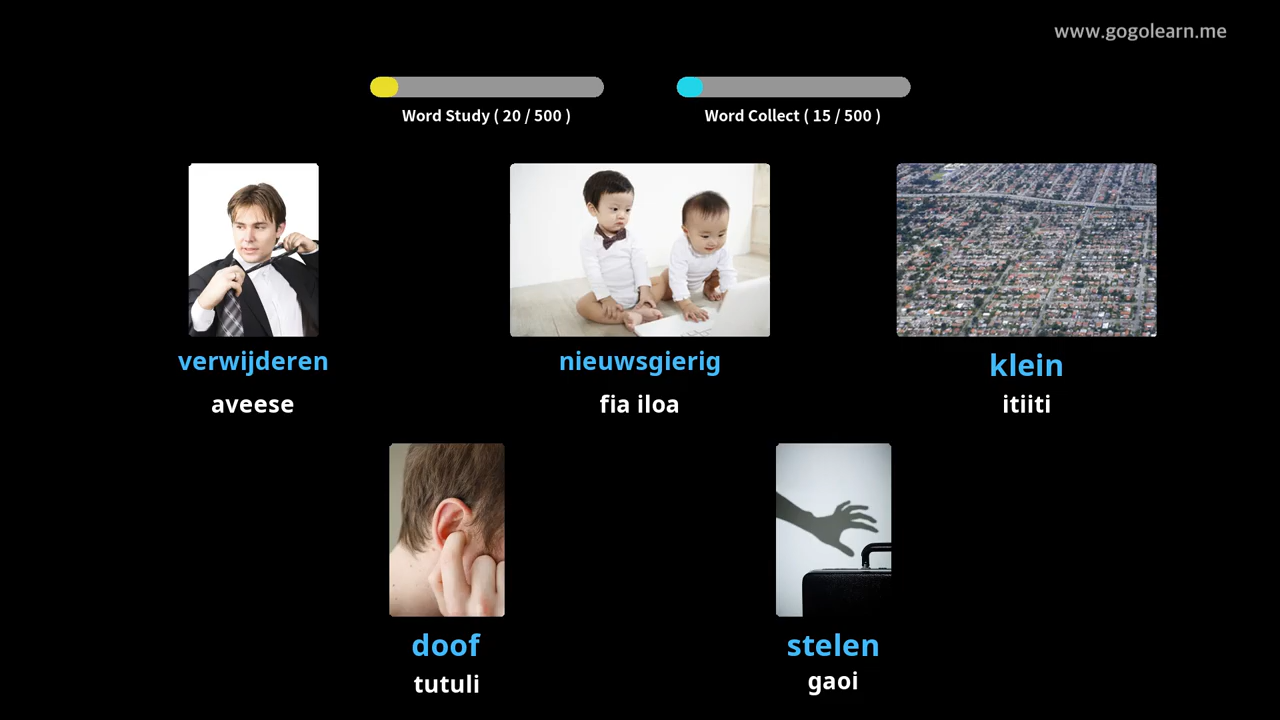 www.gogolearn.me
Word Study ( 20 / 500 )
Word Collect ( 15 / 500 )
verwijderen
aveese
nieuwsgierig
fia iloa
klein
itiiti
doof
tutuli
stelen
gaoi